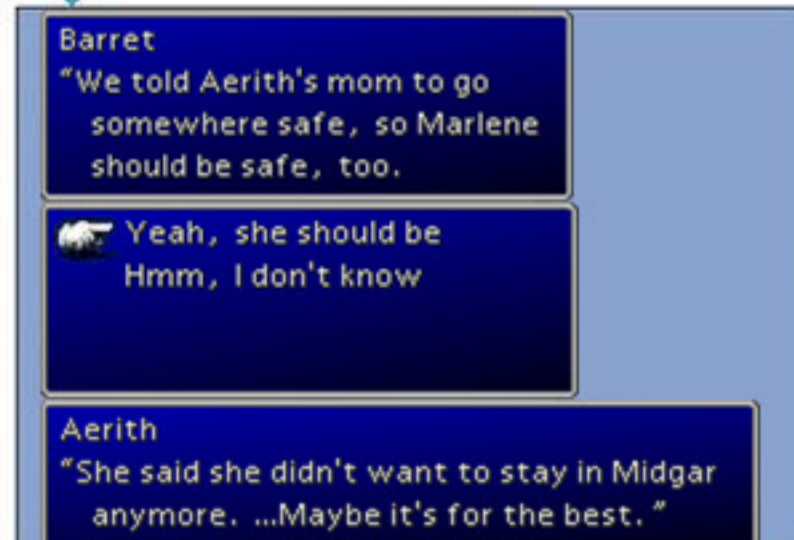 Barret
“We told Aerith's mom to go
somewhere safe, so Marlene
should be safe, too.
Yeah, she should be
Hmm, I don't know
Aerith
“She said she didn't want to stay in Midgar
anymore. …Maybe it's for the best.”